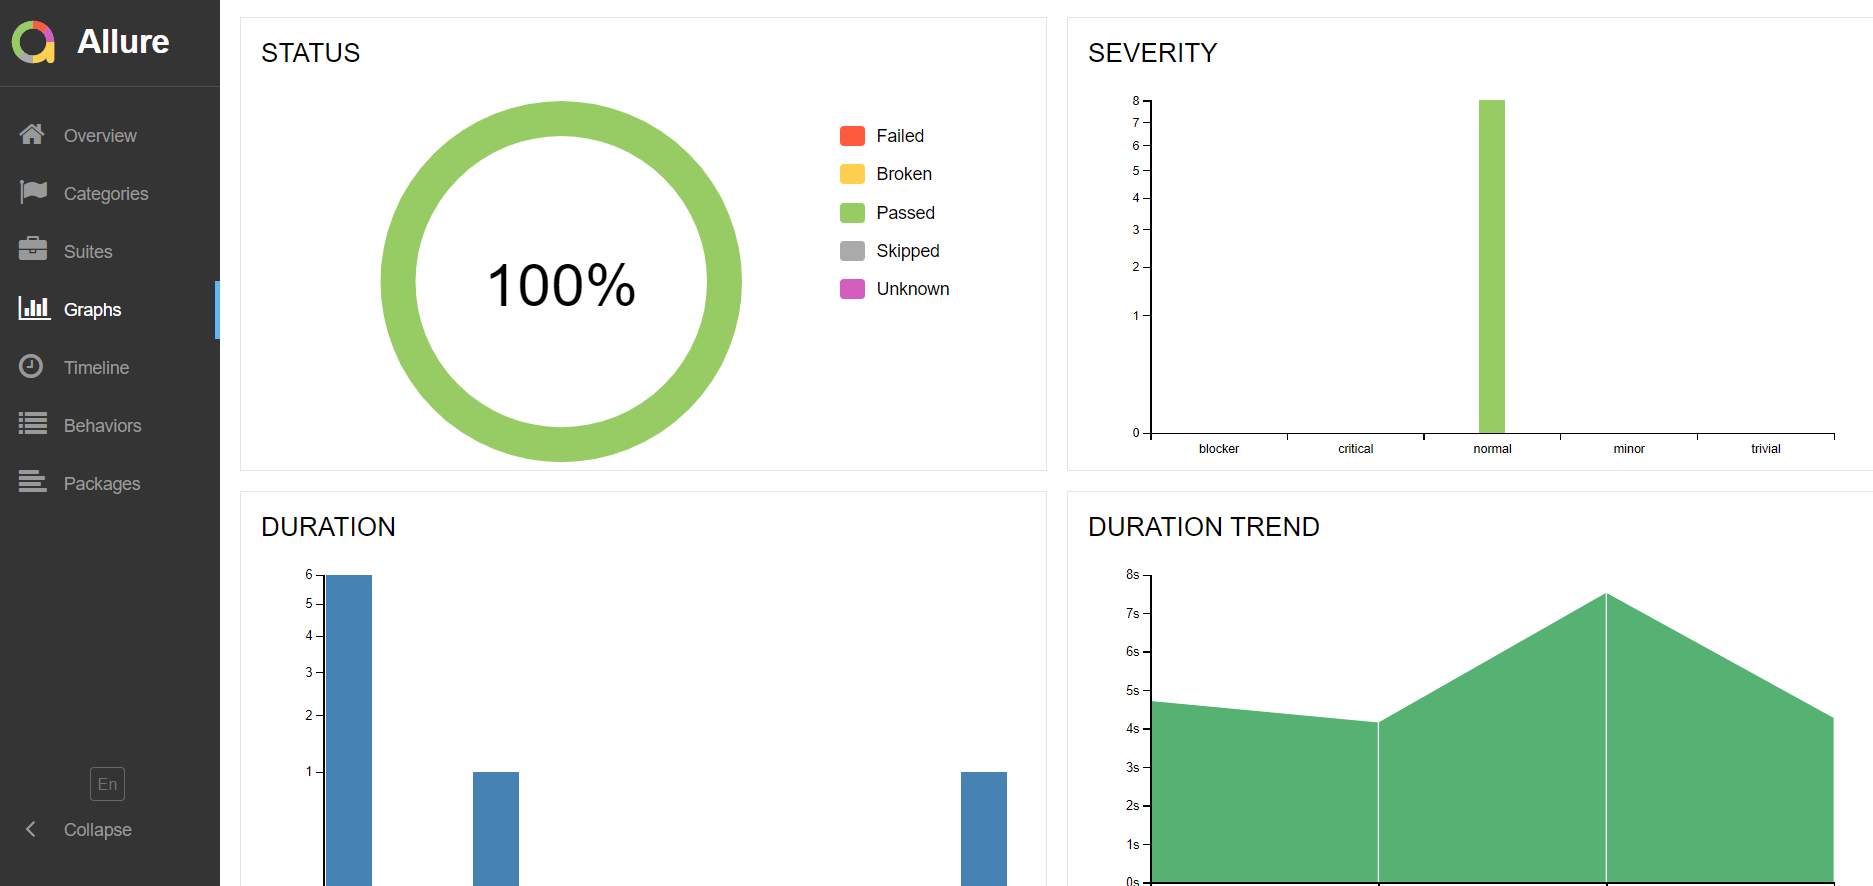 Allure
Overview
Categories
Suites
Graphs
Timeline
Behaviors
Packages
En
Collapse
STATUS
100%
Failed
Broken
Passed
Skipped
Unknown
SEVERITY
8
7
6
5
4
3
2
1
0
blocker critical normal minor trivial
DURATION
6
5
4
3
2
1
DURATION TREND
8s
7s
6s
5s
4s
3s
2s
1s
0s